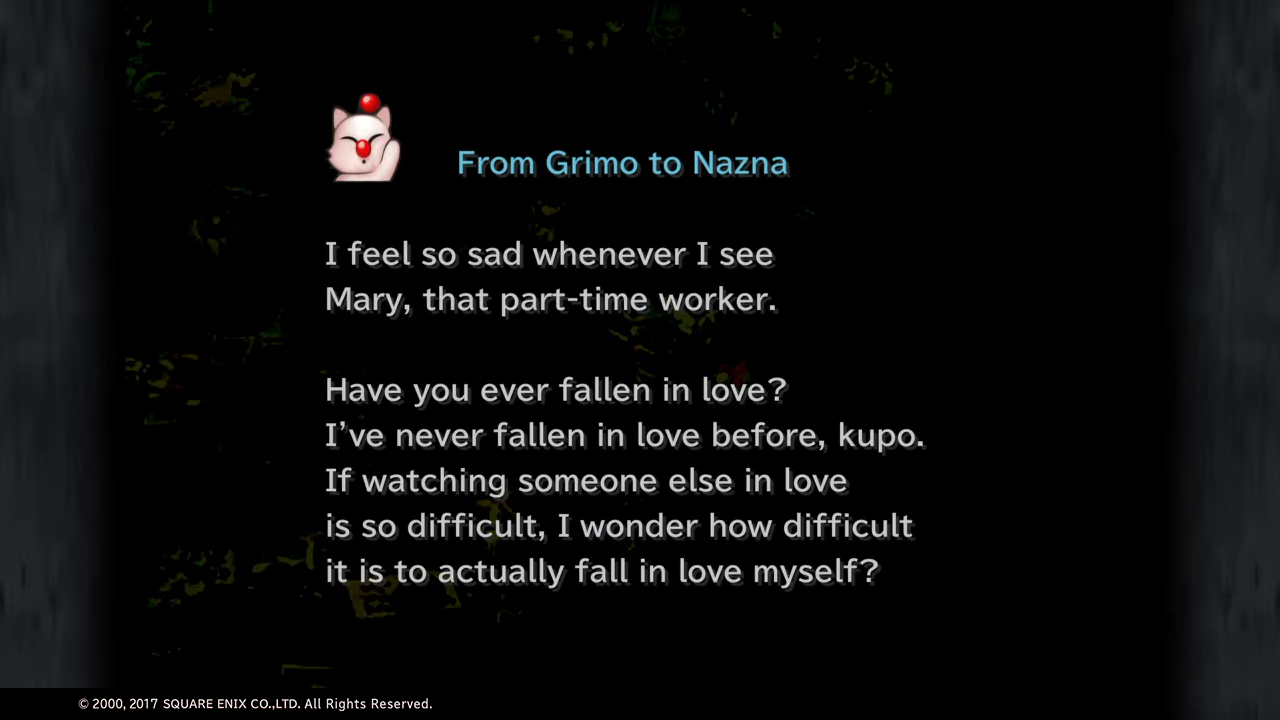 From Grimo to Nazna
I feel so sad whenever I see
Mary, that part-time worker.
Have you ever fallen in love?
I've never fallen in love before, kupo.
If watching someone else in love
is so difficult, I wonder how difficult
it is to actually fall in love myself?
© 2000, 2017 SQUARE ENIX CO.,LTD. All Rights Reserved.